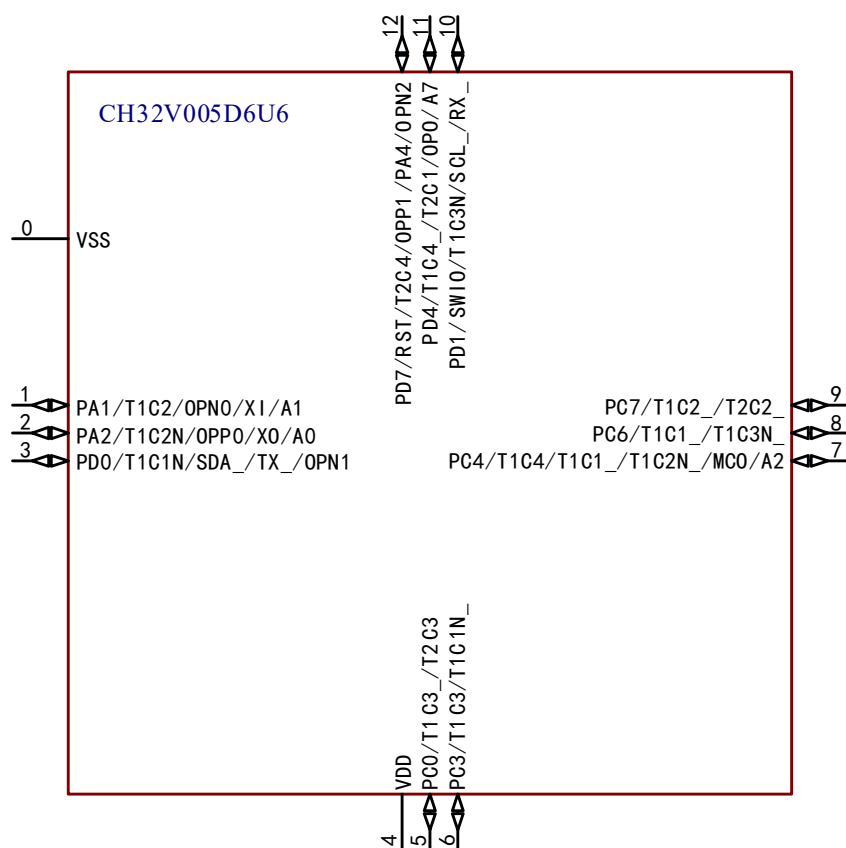 12
11
10
CH32V005D6U6
PD7/RST/T2C4/OPP1/PA4/OPN2
PD4/T1C4_/T2C1/OPO/A7
PD1/SWIO/T1C3N/SCL_/RX_
0
VSS
1
PA1/T1C2/OPN0/XI/A1
2
PA2/T1C2N/OPP0/XO/A0
3
PD0/T1C1N/SDA_/TX_/OPN1
PC7/T1C2_/T2C2_
9
PC6/T1C1_/T1C3N_
8
PC4/T1C4/T1C1_/T1C2N_/MCO/A2
7
VDD
PC0/T1C3_/T2C3
PC3/T1C3/T1C1N_
4
5
6